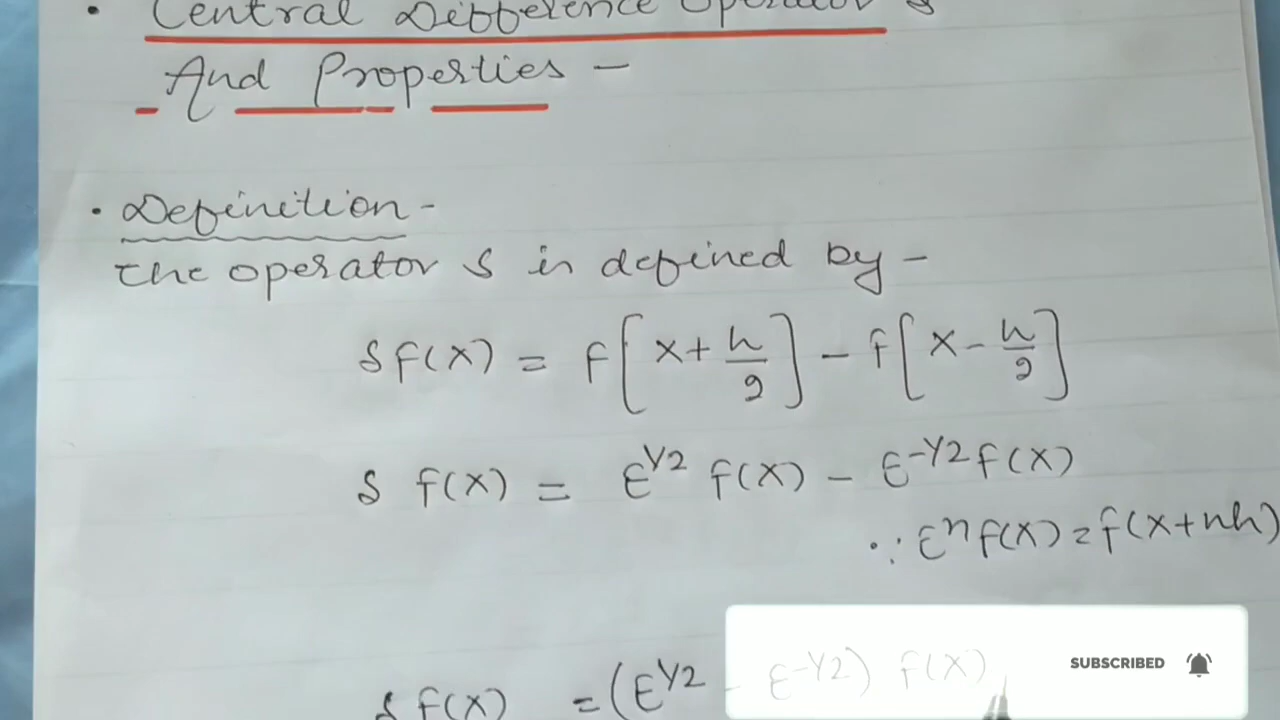 • Central Difference Operator δ
And Properties –
• Definition -
The operator δ is defined by –
δ f(x) = f[x + h/2] – f[x – h/2]
δ f(x) = E^1/2 f(x) – E^-1/2 f(x)
∵ E^n f(x) = f(x+nh)
δ f(x) = (E^1/2 - E^-1/2) f(x)
SUBSCRIBED